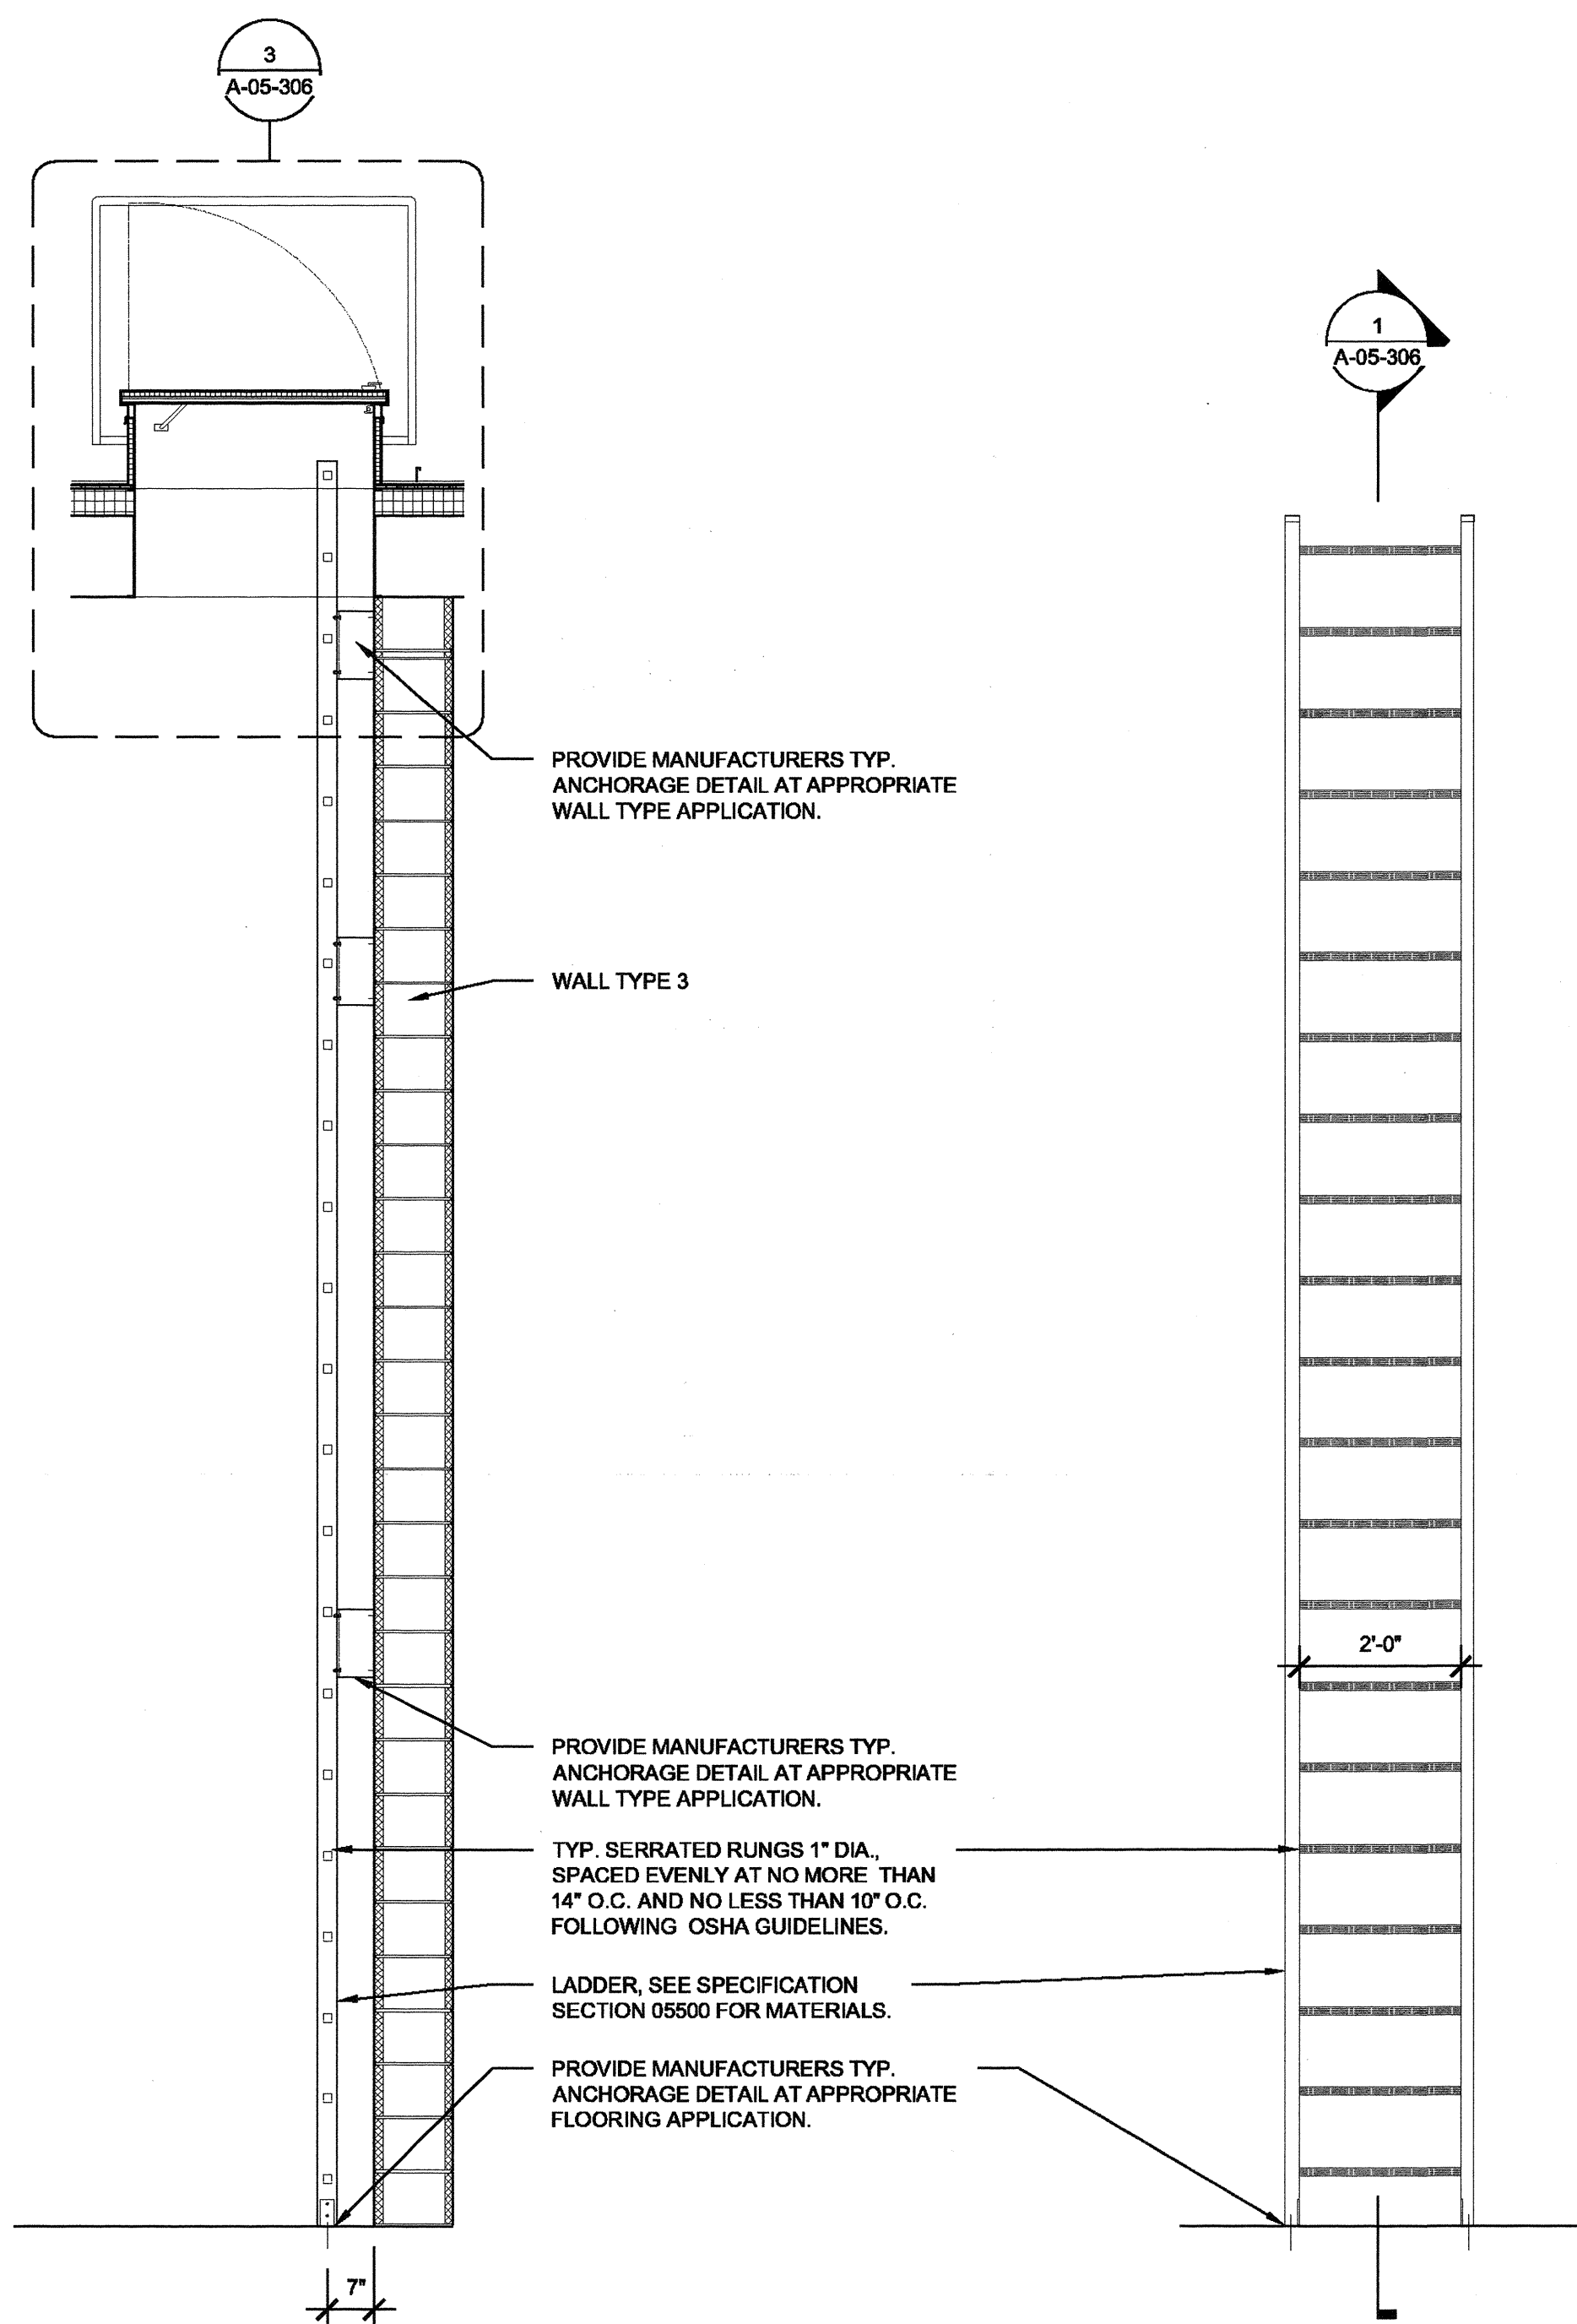 3
A-05-306
1
A-05-306
PROVIDE MANUFACTURERS TYP.
ANCHORAGE DETAIL AT APPROPRIATE
WALL TYPE APPLICATION.
WALL TYPE 3
2'-0"
PROVIDE MANUFACTURERS TYP.
ANCHORAGE DETAIL AT APPROPRIATE
WALL TYPE APPLICATION.
TYP. SERRATED RUNGS 1" DIA.,
SPACED EVENLY AT NO MORE THAN
14" O.C. AND NO LESS THAN 10" O.C.
FOLLOWING OSHA GUIDELINES.
LADDER, SEE SPECIFICATION
SECTION 05500 FOR MATERIALS.
PROVIDE MANUFACTURERS TYP.
ANCHORAGE DETAIL AT APPROPRIATE
FLOORING APPLICATION.
7"